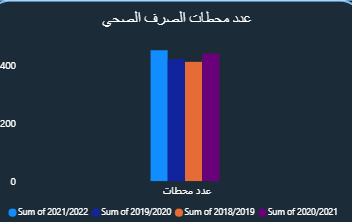 عدد محطات الصرف الصحي
400
200
0
عدد محطات
Sum of 2021/2022 Sum of 2019/2020 Sum of 2018/2019 Sum of 2020/2021